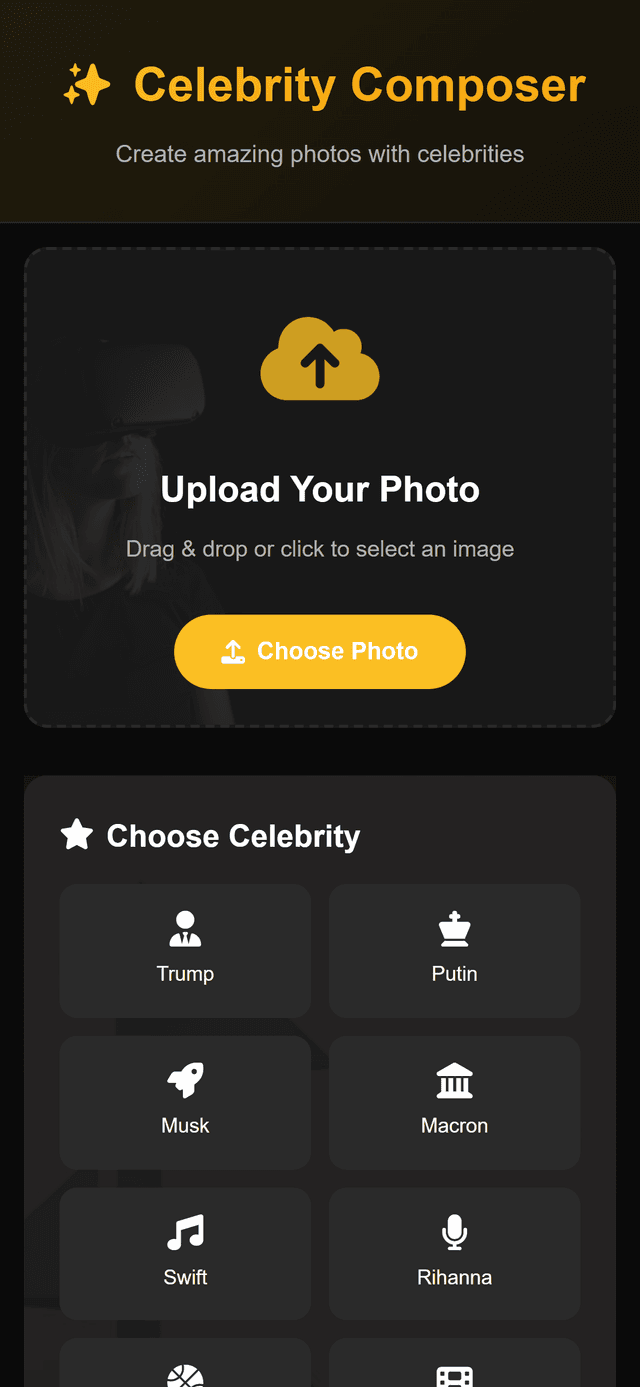 Celebrity Composer
Create amazing photos with celebrities
Upload Your Photo
Drag & drop or click to select an image
Choose Photo
Choose Celebrity
Trump
Putin
Musk
Macron
Swift
Rihanna